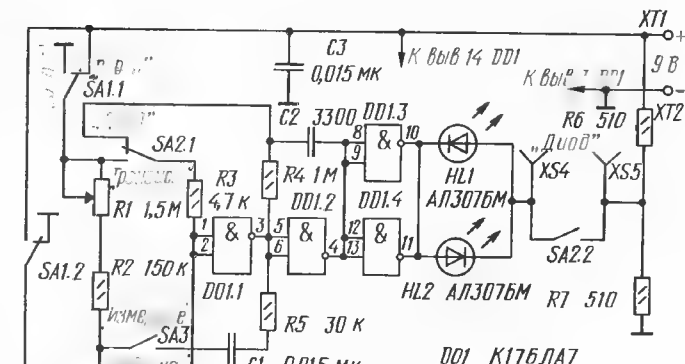 XT1
+
C3
0,015 мк
К выв 14 DD1
К выв DD1
9 В
−
SA1.1
C2 3300
DD1.3
R6 510
XT2
8
9
&
10
"Диод"
SA2.1
HL1
АЛ307БМ
XS4
XS5
R1 1,5 М
R3
4,7 к
R4 1 М
DD1.2
DD1.4
1
2
&
3
5
6
&
4
12
13
&
11
SA2.2
SA1.2
R2 150 к
DD1.1
HL2 АЛ307БМ
R7 510
SA3
R5 30 к
C1 0,015 мк
DD1 К176ЛА7